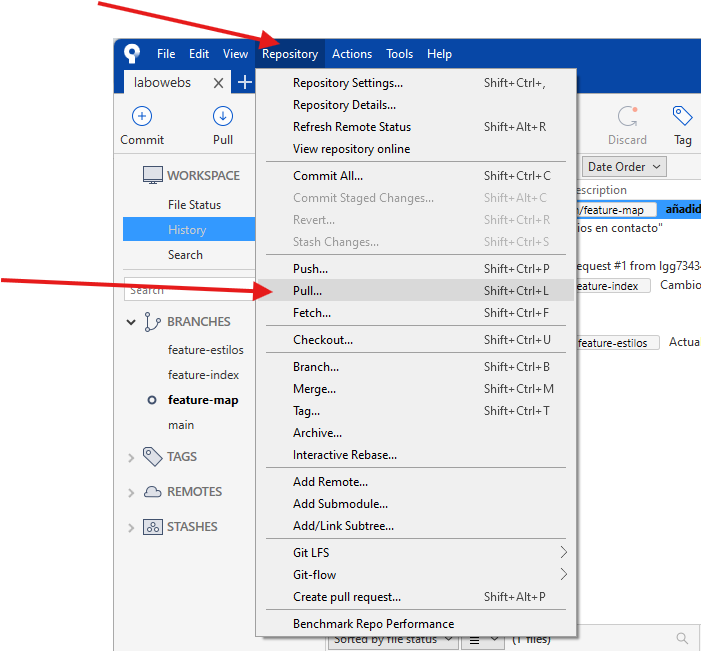 File Edit View Repository Actions Tools Help
labowebs
Commit
Pull
Discard
Tag
WORKSPACE
File Status
History
Search
Search
BRANCHES
feature-estilos
feature-index
feature-map
main
TAGS
REMOTES
STASHES
Repository Settings... Shift+Ctrl+,
Repository Details...
Refresh Remote Status Shift+Alt+R
View repository online
Commit All... Shift+Ctrl+C
Commit Staged Changes... Shift+Alt+C
Revert... Shift+Ctrl+R
Stash Changes... Shift+Ctrl+S
Push... Shift+Ctrl+P
Pull... Shift+Ctrl+L
Fetch... Shift+Ctrl+F
Checkout... Shift+Ctrl+U
Branch... Shift+Ctrl+B
Merge... Shift+Ctrl+M
Tag... Shift+Ctrl+T
Archive...
Interactive Rebase...
Add Remote...
Add Submodule...
Add/Link Subtree...
Git LFS
Git-flow
Create pull request... Shift+Alt+P
Benchmark Repo Performance
Date Order
escription
/feature-map añadid
ios en contacto"
equest #1 from lgg7343
eature-index Cambio
feature-estilos Actua
Sorted by file status
(1 files)